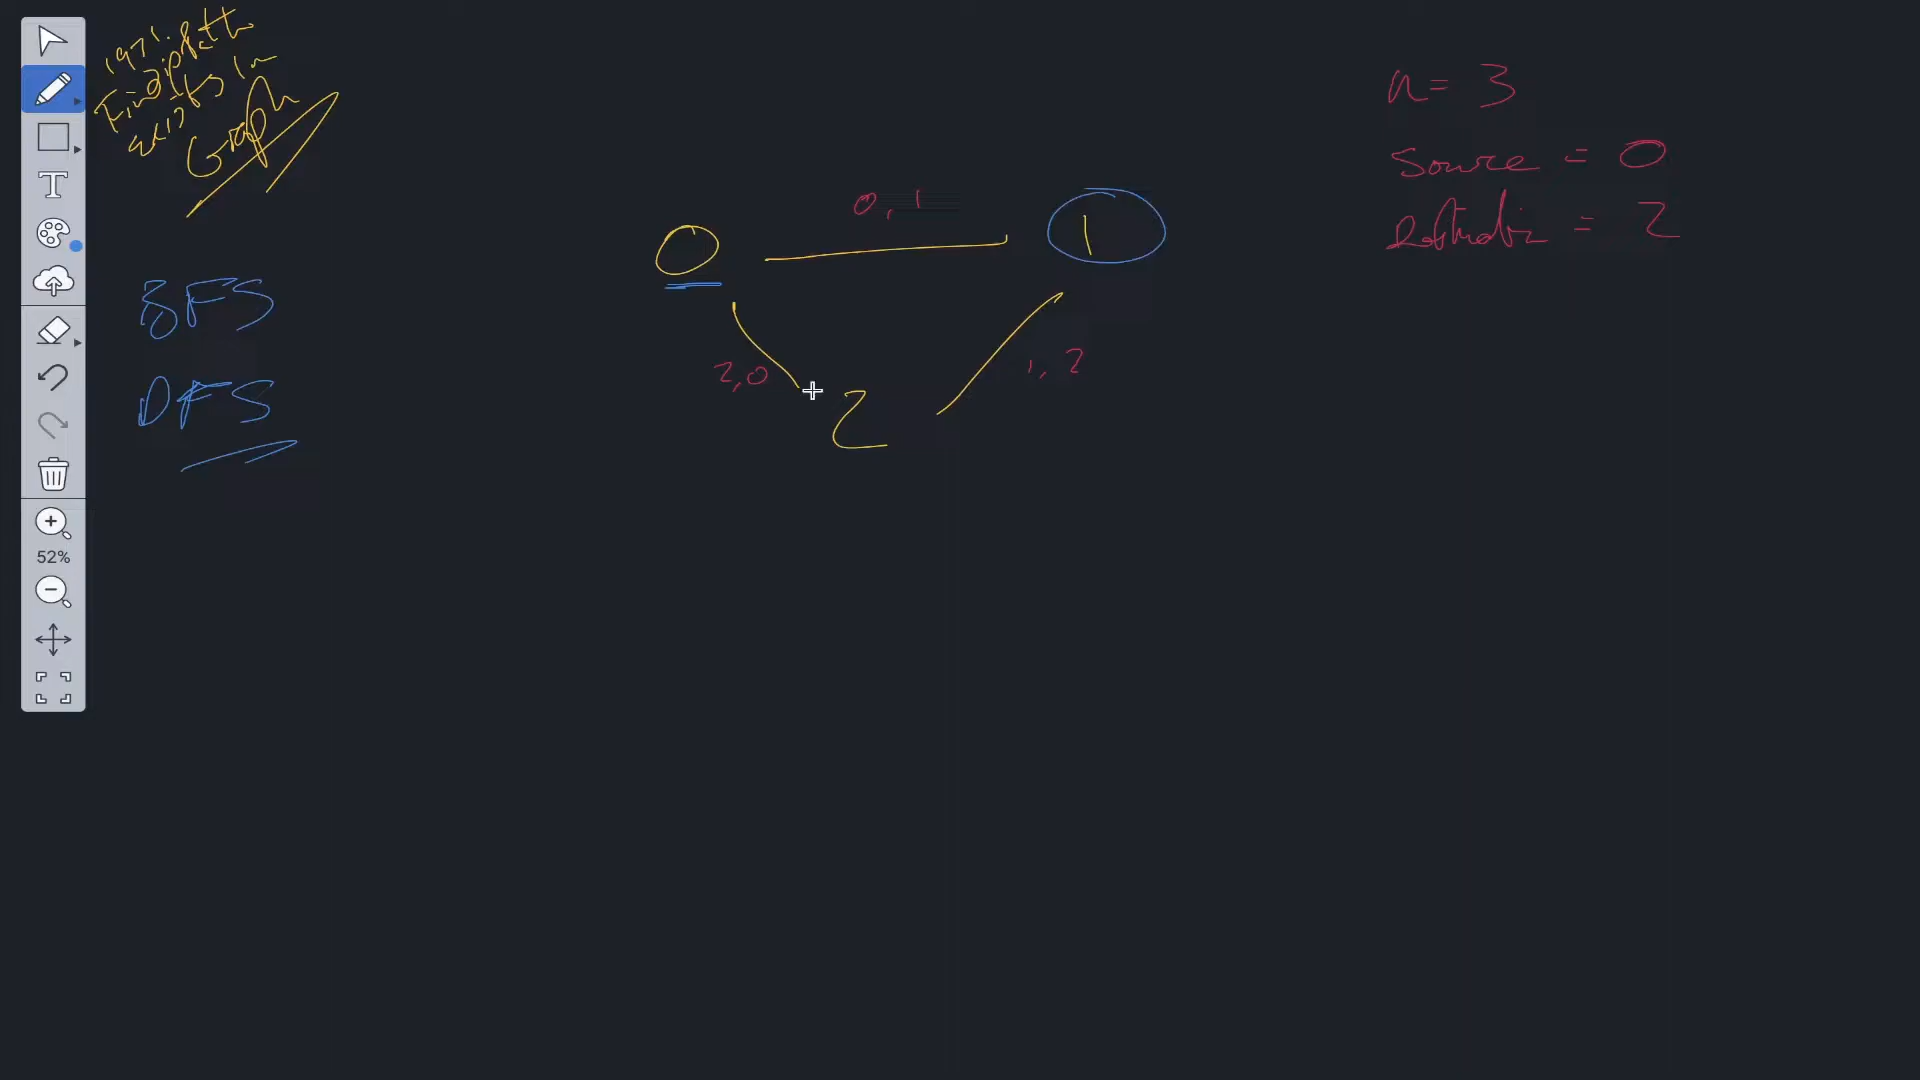 1971.
Find if Path
Exists in
Graph
BFS
DFS
n = 3
Source = 0
= 2
0
0, 1
1
2,0
1, 2
2
52%